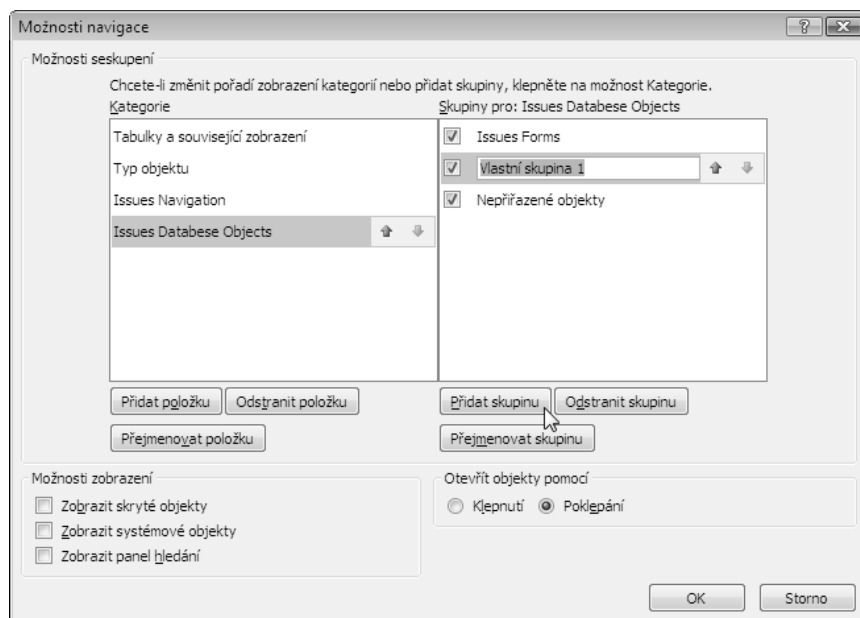 Možnosti navigace
Možnosti seskupení
Chcete-li změnit pořadí zobrazení kategorií nebo přidat skupiny, klepněte na možnost Kategorie.
Kategorie Skupiny pro: Issues Databese Objects
Tabulky a související zobrazení Issues Forms
Typ objektu Vlastní skupina 1
Issues Navigation Nepřiřazené objekty
Issues Databese Objects
Přidat položku Odstranit položku Přidat skupinu Odstranit skupinu
Přejmenovat položku Přejmenovat skupinu
Možnosti zobrazení Otevřít objekty pomocí
Zobrazit skryté objekty Klepnutí Poklepání
Zobrazit systémové objekty
Zobrazit panel hledání
OK Storno